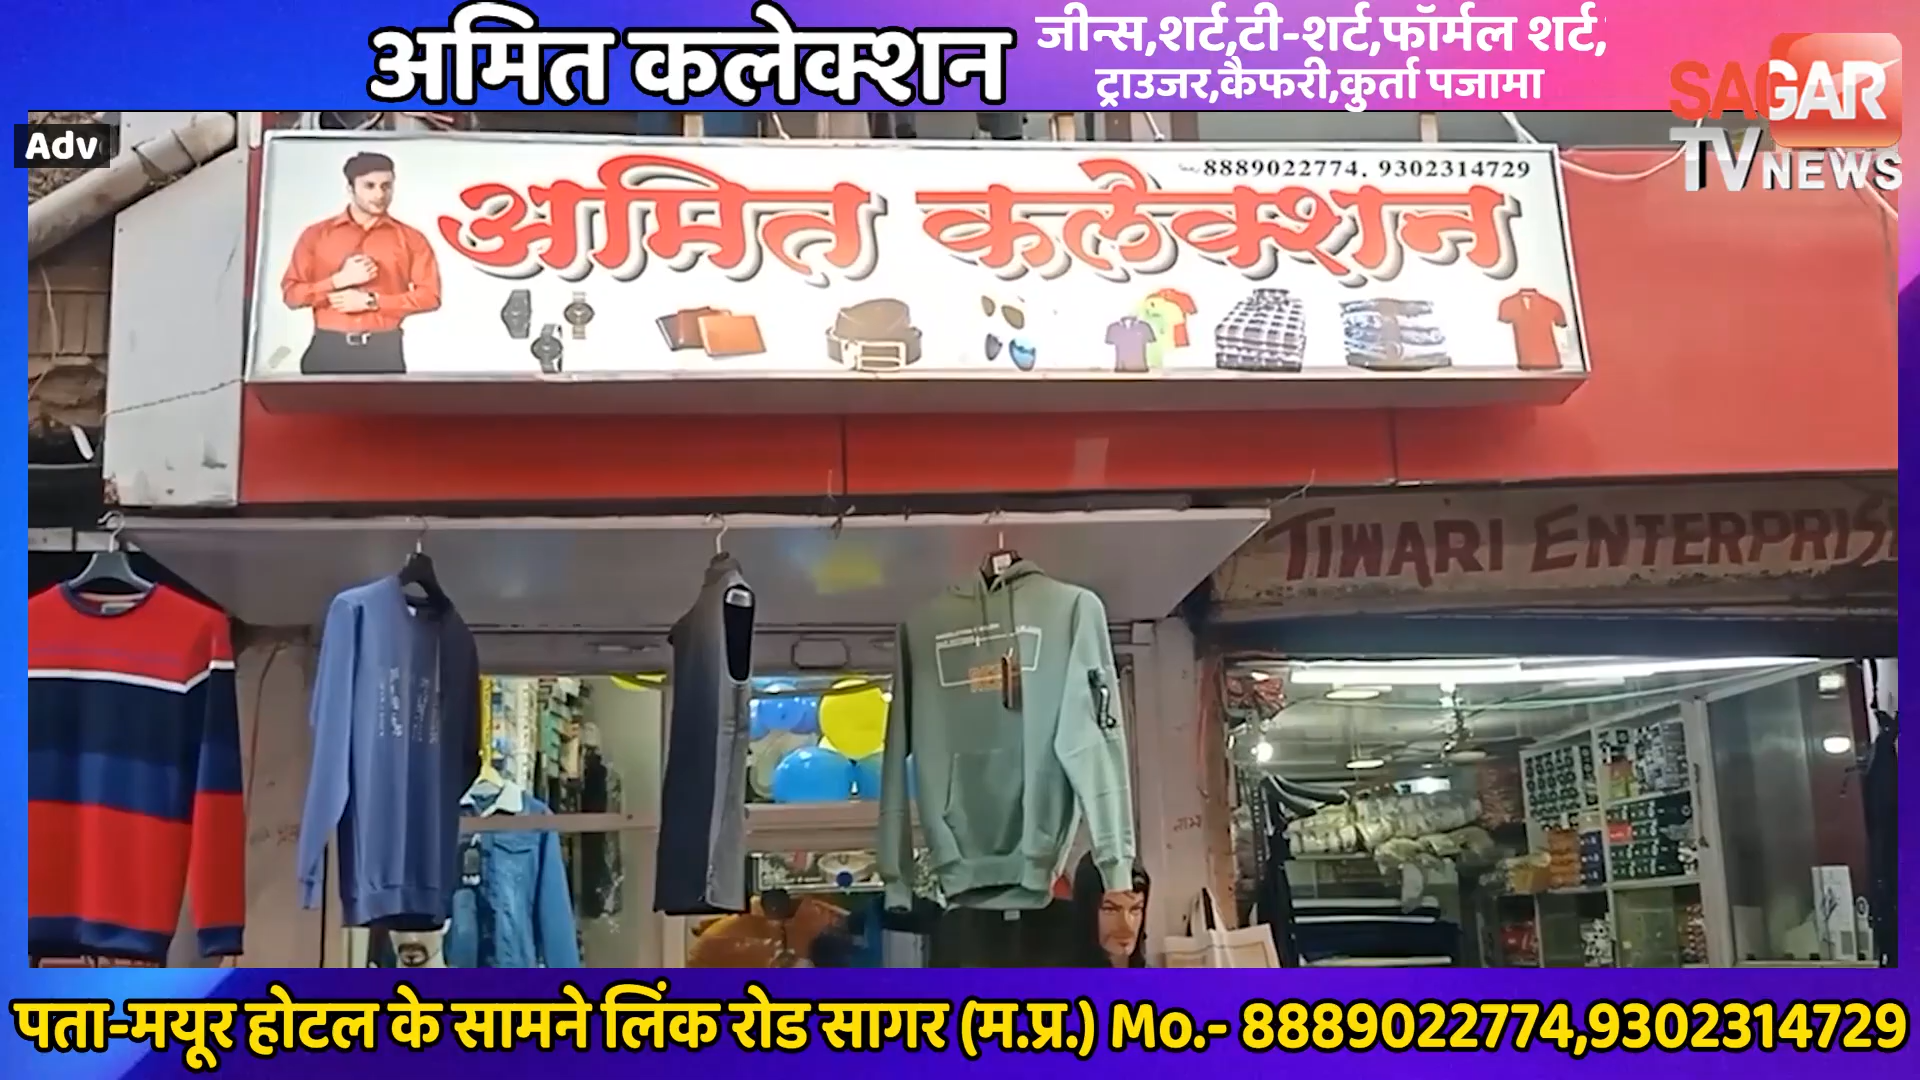 अमित कलेक्शन
जीन्स,शर्ट,टी-शर्ट,फॉर्मल शर्ट,
ट्राउजर,कैफरी,कुर्ता पजामा
SAGAR
TV NEWS
Adv
8889022774, 9302314729
अमित कलेक्शन
TIWARI ENTERPRIS
पता-मयूर होटल के सामने लिंक रोड सागर (म.प्र.) Mo.- 8889022774,9302314729